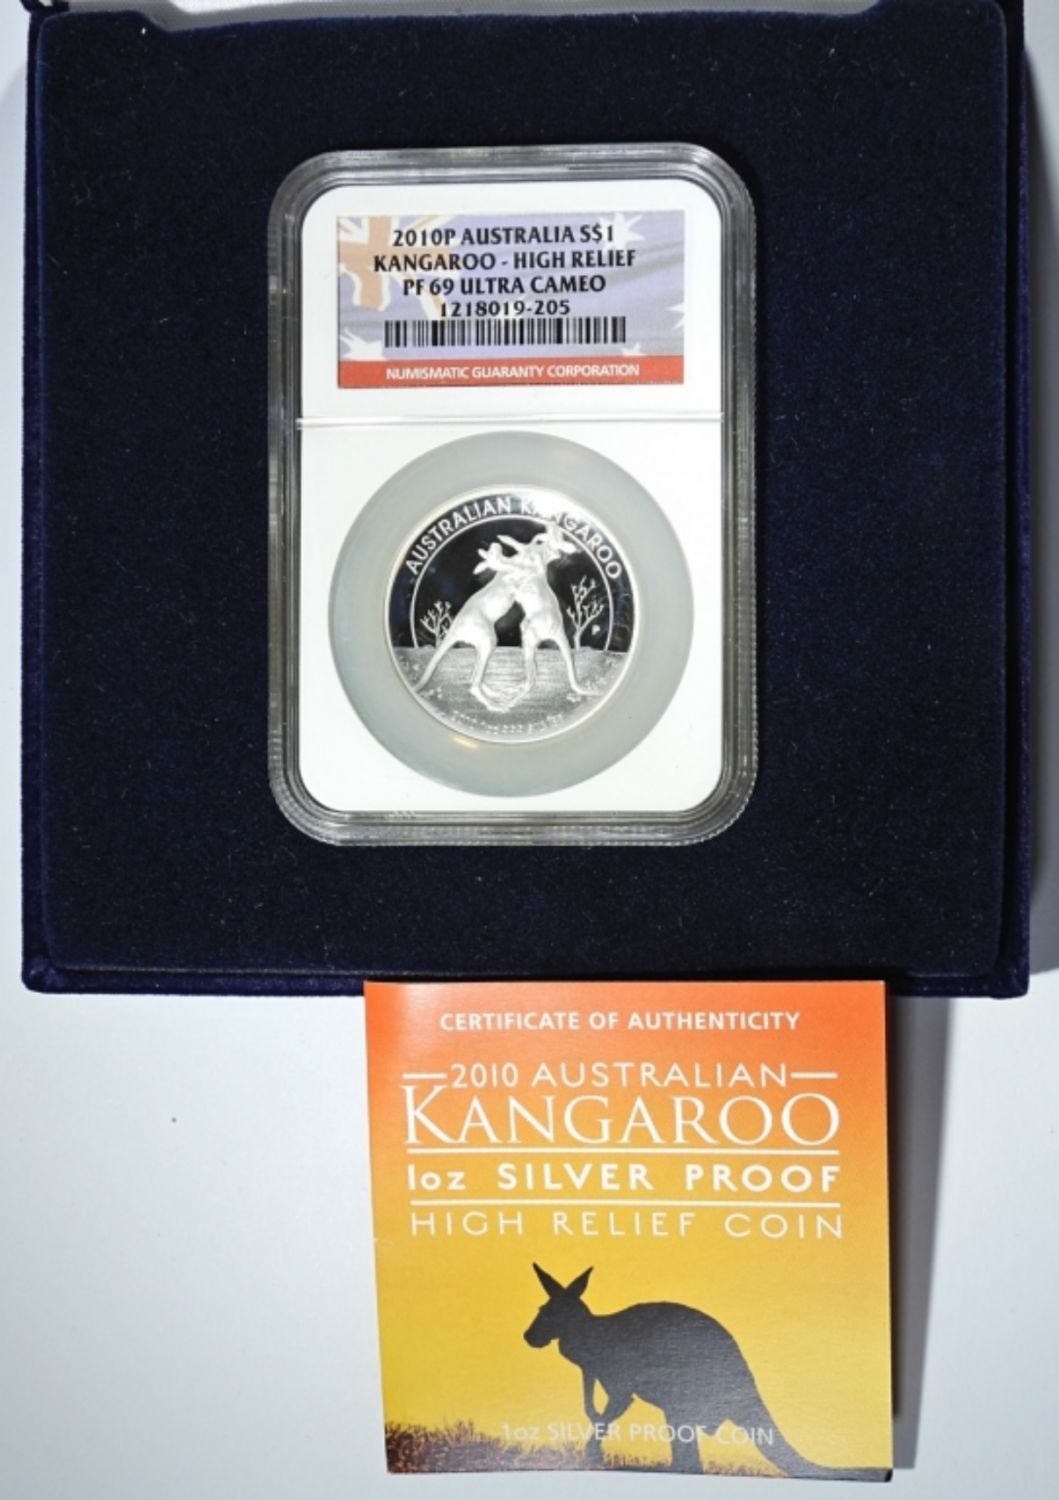 2010P AUSTRALIA S$1
KANGAROO - HIGH RELIEF
PF 69 ULTRA CAMEO
1218019-205
NUMISMATIC GUARANTY CORPORATION
AUSTRALIAN KANGAROO
CERTIFICATE OF AUTHENTICITY
2010 AUSTRALIAN
KANGAROO
1oz SILVER PROOF
HIGH RELIEF COIN
1oz SILVER PROOF COIN